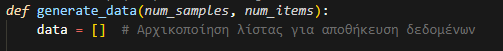 def generate_data(num_samples, num_items):
    data = []  # Αρχικοποίηση λίστας για αποθήκευση δεδομένων